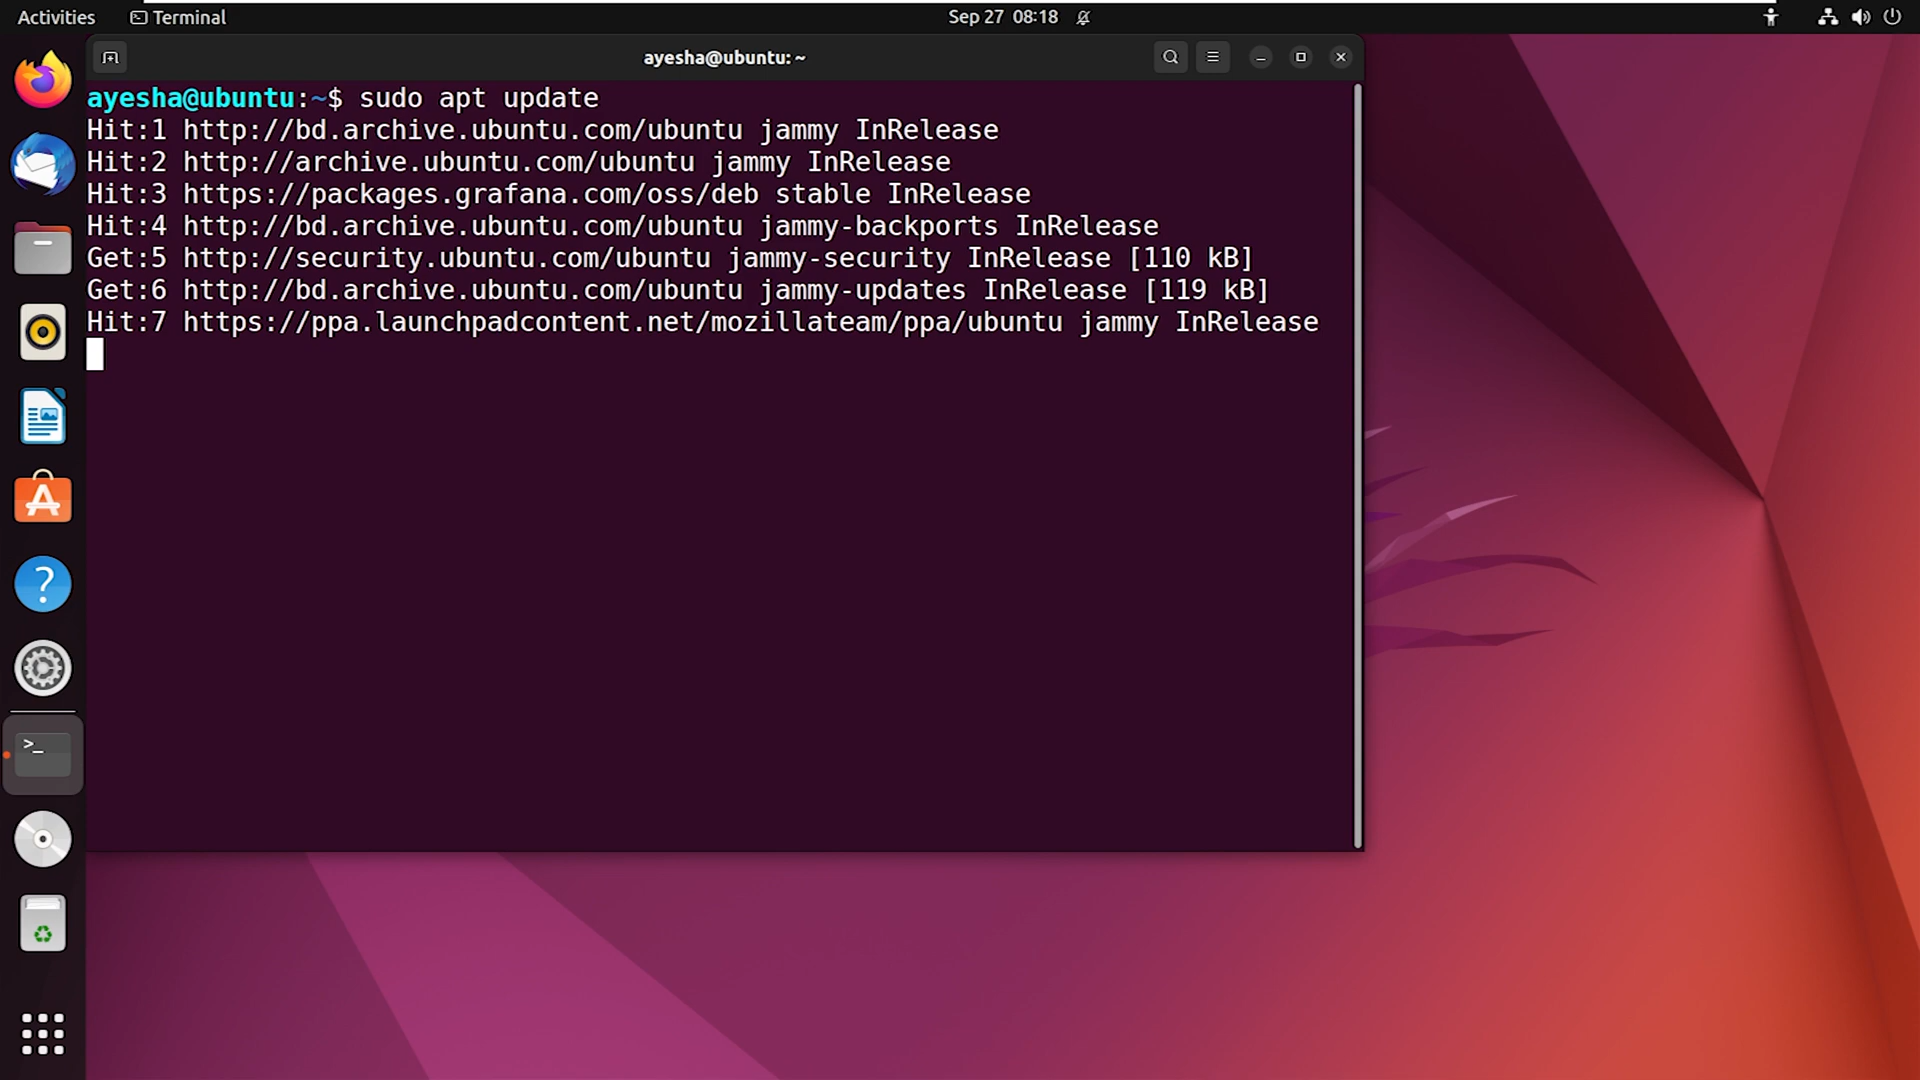 Activities Terminal Sep 27 08:18
ayesha@ubuntu: ~
ayesha@ubuntu:~$ sudo apt update
Hit:1 http://bd.archive.ubuntu.com/ubuntu jammy InRelease
Hit:2 http://archive.ubuntu.com/ubuntu jammy InRelease
Hit:3 https://packages.grafana.com/oss/deb stable InRelease
Hit:4 http://bd.archive.ubuntu.com/ubuntu jammy-backports InRelease
Get:5 http://security.ubuntu.com/ubuntu jammy-security InRelease [110 kB]
Get:6 http://bd.archive.ubuntu.com/ubuntu jammy-updates InRelease [119 kB]
Hit:7 https://ppa.launchpadcontent.net/mozillateam/ppa/ubuntu jammy InRelease